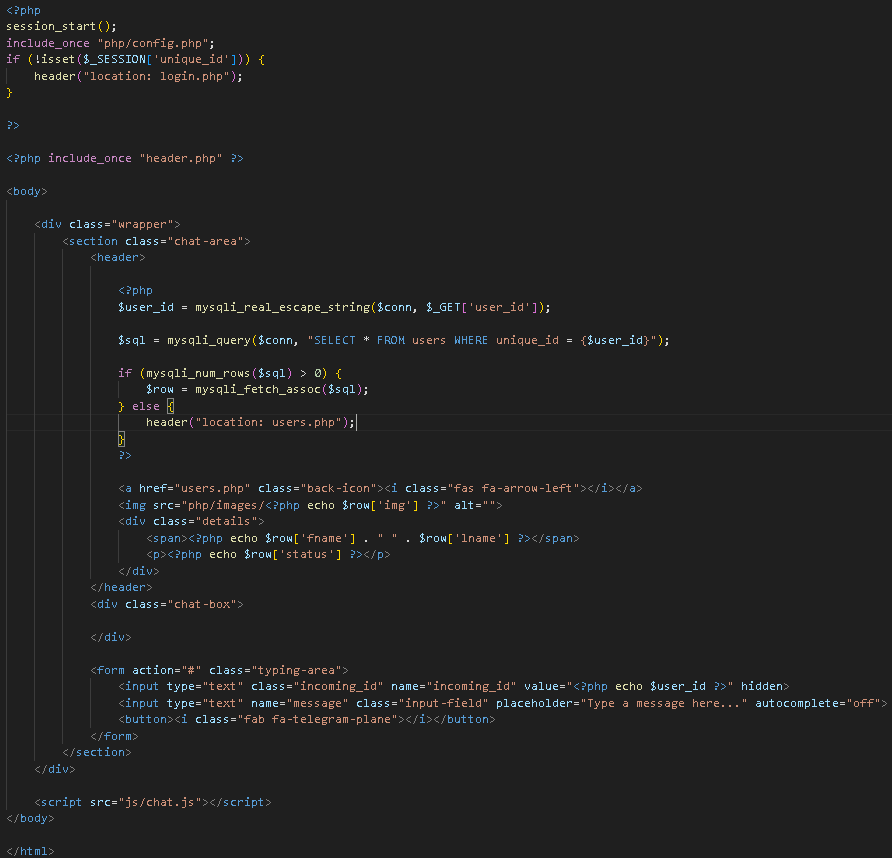 <?php
session_start();
include_once "php/config.php";
if (!isset($_SESSION['unique_id'])) {
    header("location: login.php");
}

?>

<?php include_once "header.php" ?>

<body>

    <div class="wrapper">
        <section class="chat-area">
            <header>

                <?php
                $user_id = mysqli_real_escape_string($conn, $_GET['user_id']);

                $sql = mysqli_query($conn, "SELECT * FROM users WHERE unique_id = {$user_id}");

                if (mysqli_num_rows($sql) > 0) {
                    $row = mysqli_fetch_assoc($sql);
                } else {
                    header("location: users.php");
                }
                ?>

                <a href="users.php" class="back-icon"><i class="fas fa-arrow-left"></i></a>
                <img src="php/images/<?php echo $row['img'] ?>" alt="">
                <div class="details">
                    <span><?php echo $row['fname'] . " " . $row['lname'] ?></span>
                    <p><?php echo $row['status'] ?></p>
                </div>
            </header>
            <div class="chat-box">

            </div>

            <form action="#" class="typing-area">
                <input type="text" class="incoming_id" name="incoming_id" value="<?php echo $user_id ?>" hidden>
                <input type="text" name="message" class="input-field" placeholder="Type a message here..." autocomplete="off">
                <button><i class="fab fa-telegram-plane"></i></button>
            </form>
        </section>
    </div>

    <script src="js/chat.js"></script>
</body>

</html>